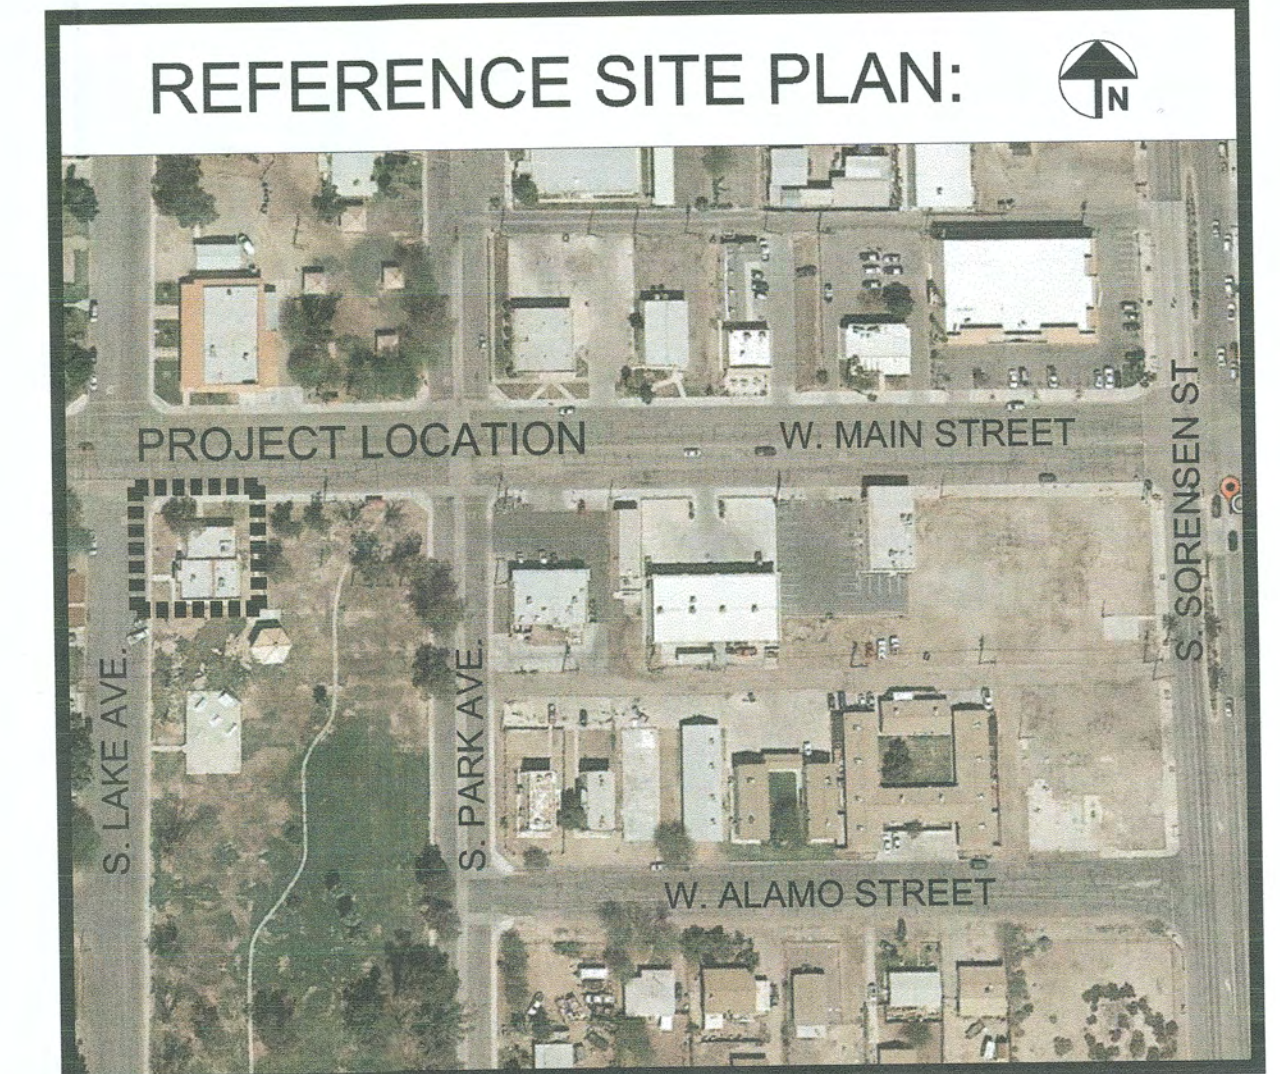 REFERENCE SITE PLAN:
N
PROJECT LOCATION
W. MAIN STREET
S. SORENSEN ST.
S. LAKE AVE.
S. PARK AVE.
W. ALAMO STREET